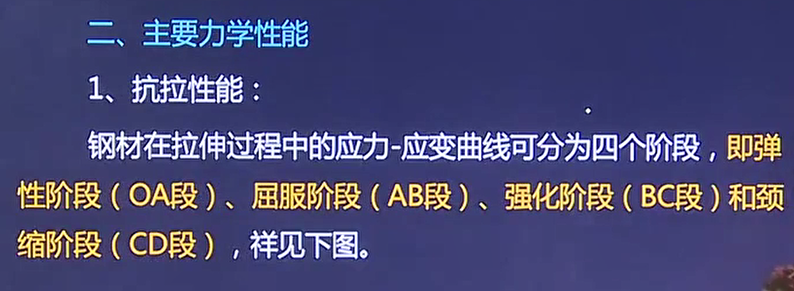 二、主要力学性能
1、抗拉性能：
钢材在拉伸过程中的应力-应变曲线可分为四个阶段，即弹
性阶段（OA段）、屈服阶段（AB段）、强化阶段（BC段）和颈
缩阶段（CD段），祥见下图。